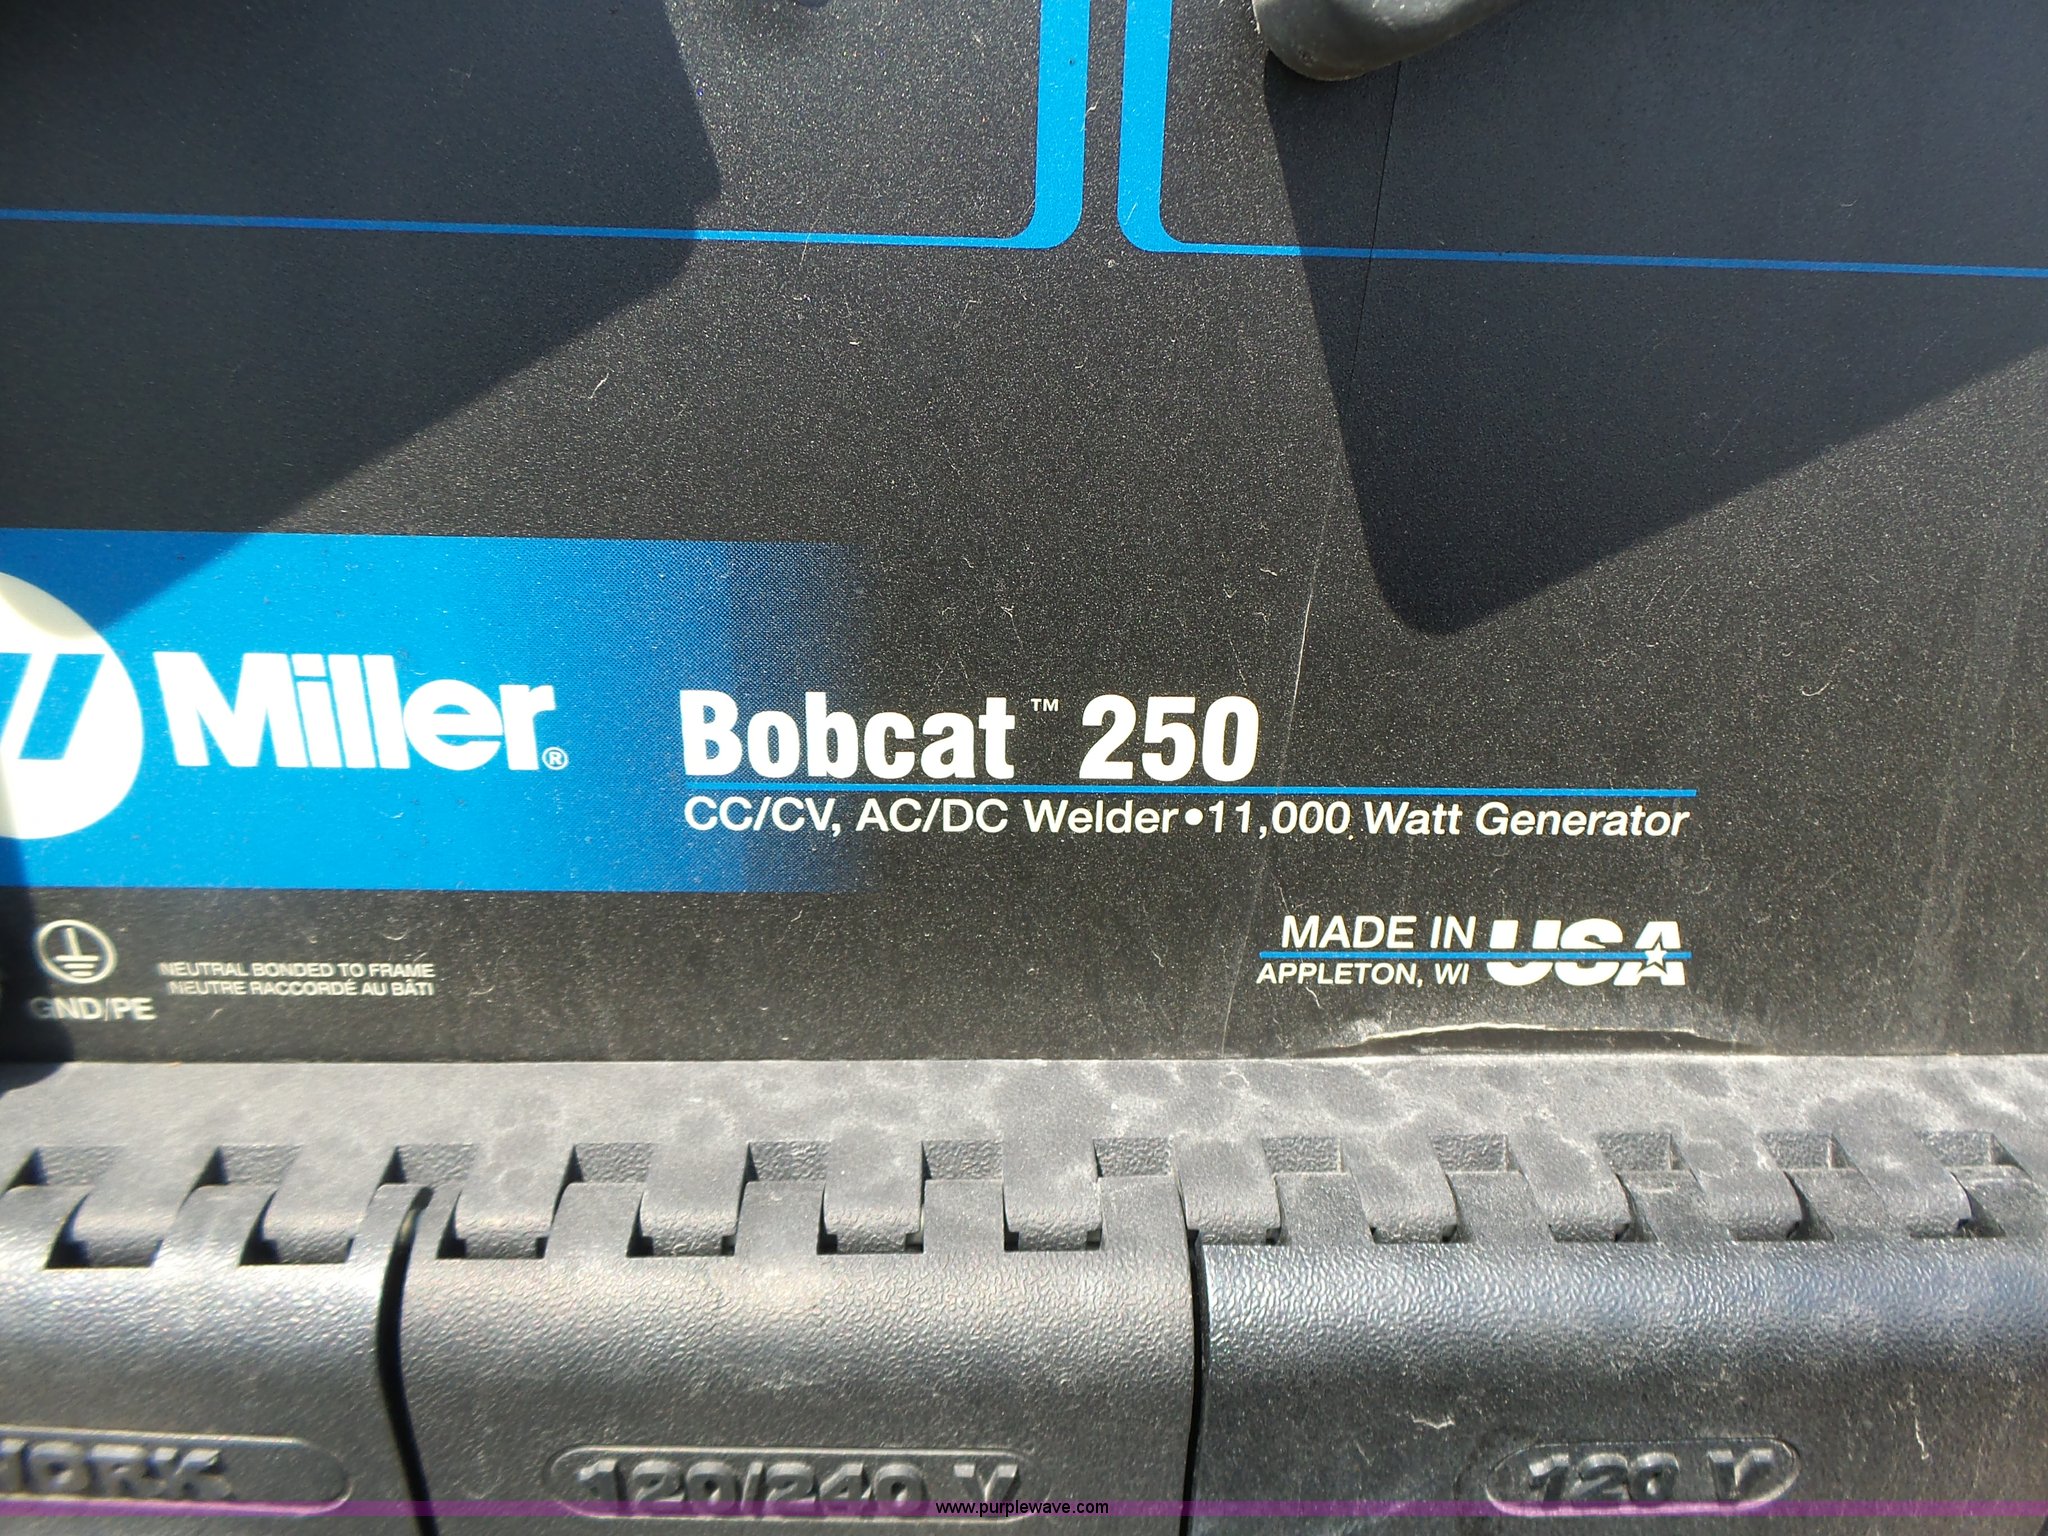 Miller®
Bobcat™ 250
CC/CV, AC/DC Welder•11,000 Watt Generator
MADE IN USA
APPLETON, WI
GND/PE
NEUTRAL BONDED TO FRAME
NEUTRE RACCORDÉ AU BÂTI
WORK
120/240 V
120 V
www.purplewave.com